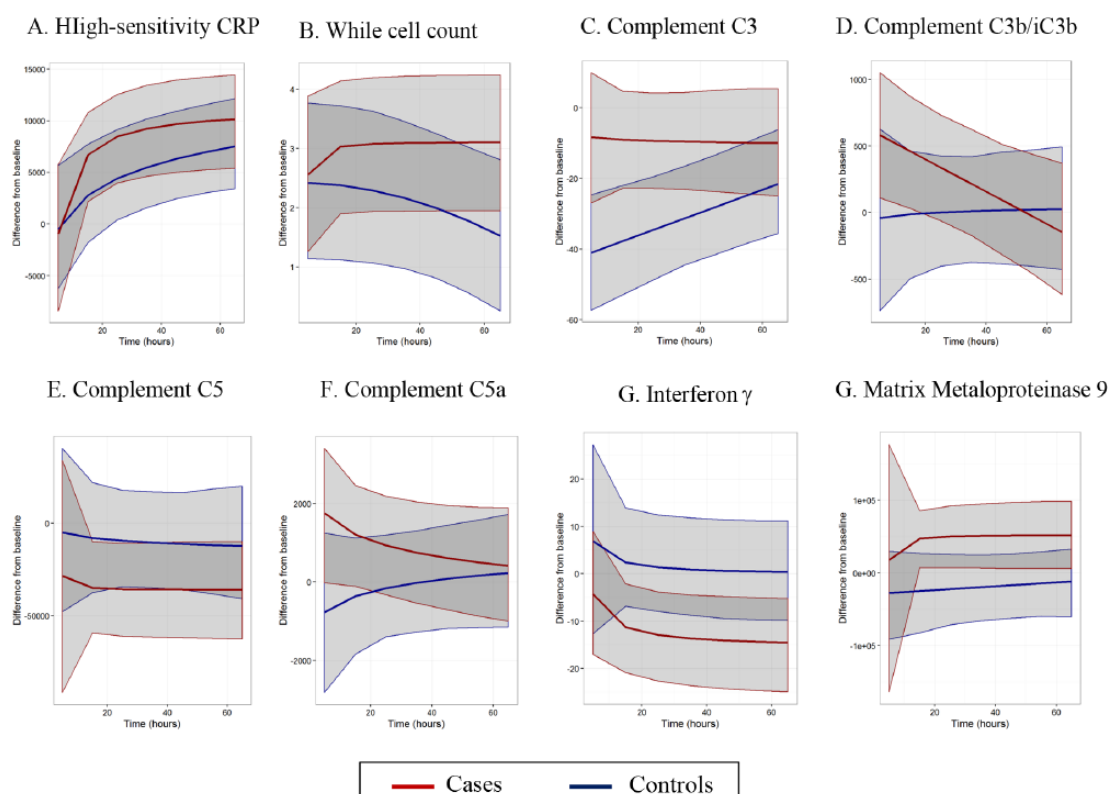 A. HIigh-sensitivity CRP
B. While cell count
C. Complement C3
D. Complement C3b/iC3b
Difference from baseline
15000
10000
5000
0
-5000
20
40
60
Time (hours)
Difference from baseline
4
3
2
1
20
40
60
Time (hours)
Difference from baseline
0
-20
-40
-60
20
40
60
Time (hours)
Difference from baseline
1000
500
0
-500
20
40
60
Time (hours)
E. Complement C5
F. Complement C5a
G. Interferon γ
G. Matrix Metaloproteinase 9
Difference from baseline
0
-50000
20
40
60
Time (hours)
Difference from baseline
2000
0
-2000
20
40
60
Time (hours)
Difference from baseline
20
10
0
-10
-20
20
40
60
Time (hours)
Difference from baseline
1e+05
0e+00
-1e+05
20
40
60
Time (hours)
Cases
Controls